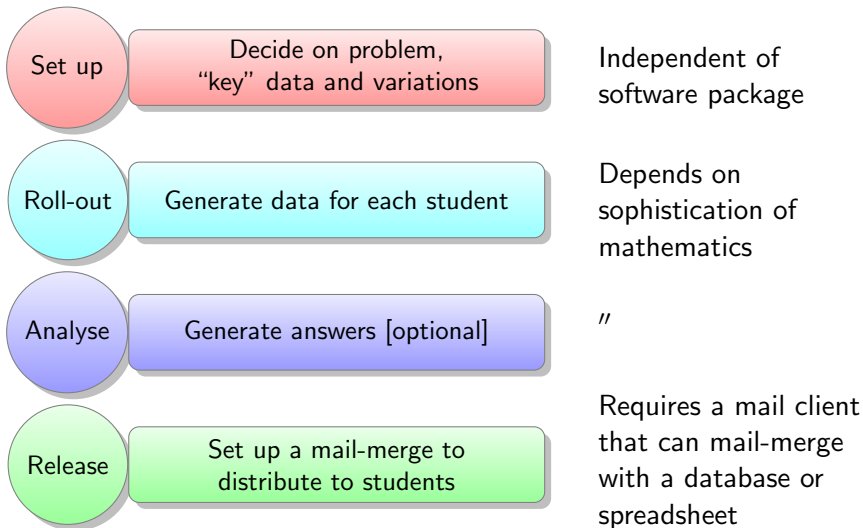 Set up
Decide on problem,
“key” data and variations
Independent of
software package
Roll-out
Generate data for each student
Depends on
sophistication of
mathematics
Analyse
Generate answers [optional]
″
Release
Set up a mail-merge to
distribute to students
Requires a mail client
that can mail-merge
with a database or
spreadsheet